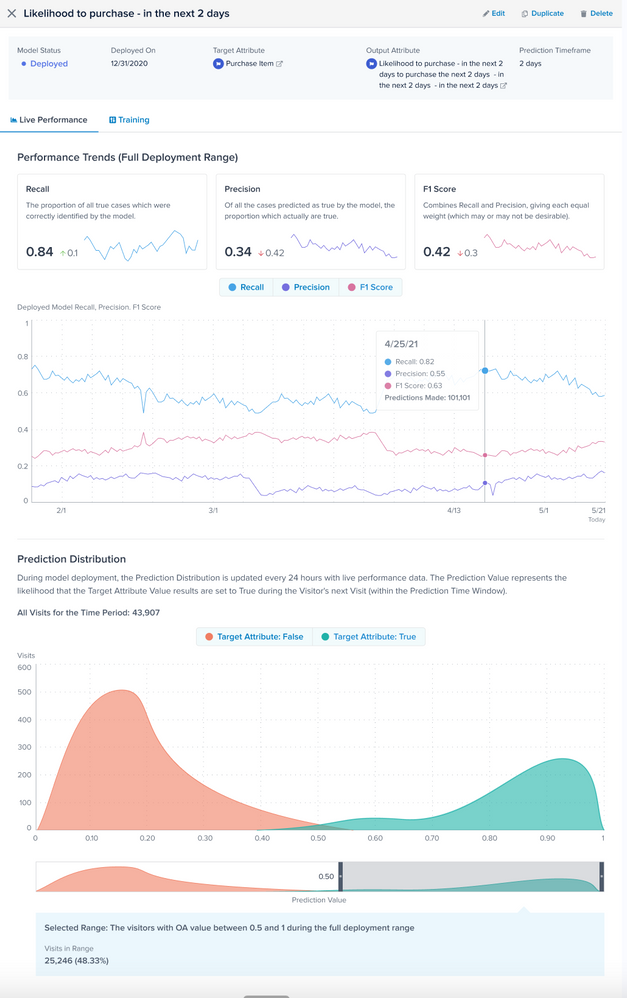 Likelihood to purchase - in the next 2 days
Edit Duplicate Delete
Model Status Deployed On Target Attribute Output Attribute Prediction Timeframe
Deployed 12/31/2020 Purchase Item Likelihood to purchase - in the next 2 2 days
days to purchase the next 2 days - in
the next 2 days - in the next 2 days
Live Performance Training
Performance Trends (Full Deployment Range)
Recall
The proportion of all true cases which were
correctly identified by the model.
0.84 ↑0.1
Precision
Of all the cases predicted as true by the model, the
proportion which actually are true.
0.34 ↓0.42
F1 Score
Combines Recall and Precision, giving each equal
weight (which may or may not be desirable).
0.42 ↓0.3
Recall Precision F1 Score
Deployed Model Recall, Precision. F1 Score
1
0.8
0.6
0.4
0.2
0
4/25/21
Recall: 0.82
Precision: 0.55
F1 Score: 0.63
Predictions Made: 101,101
2/1 3/1 4/13 5/1 5/21
Today
Prediction Distribution
During model deployment, the Prediction Distribution is updated every 24 hours with live performance data. The Prediction Value represents the
likelihood that the Target Attribute Value results are set to True during the Visitor's next Visit (within the Prediction Time Window).
All Visits for the Time Period: 43,907
Target Attribute: False Target Attribute: True
Visits
600
500
400
300
200
100
0
0 0.10 0.20 0.30 0.40 0.50 0.60 0.70 0.80 0.90 1
0.50
Prediction Value
Selected Range: The visitors with OA value between 0.5 and 1 during the full deployment range
Visits in Range
25,246 (48.33%)